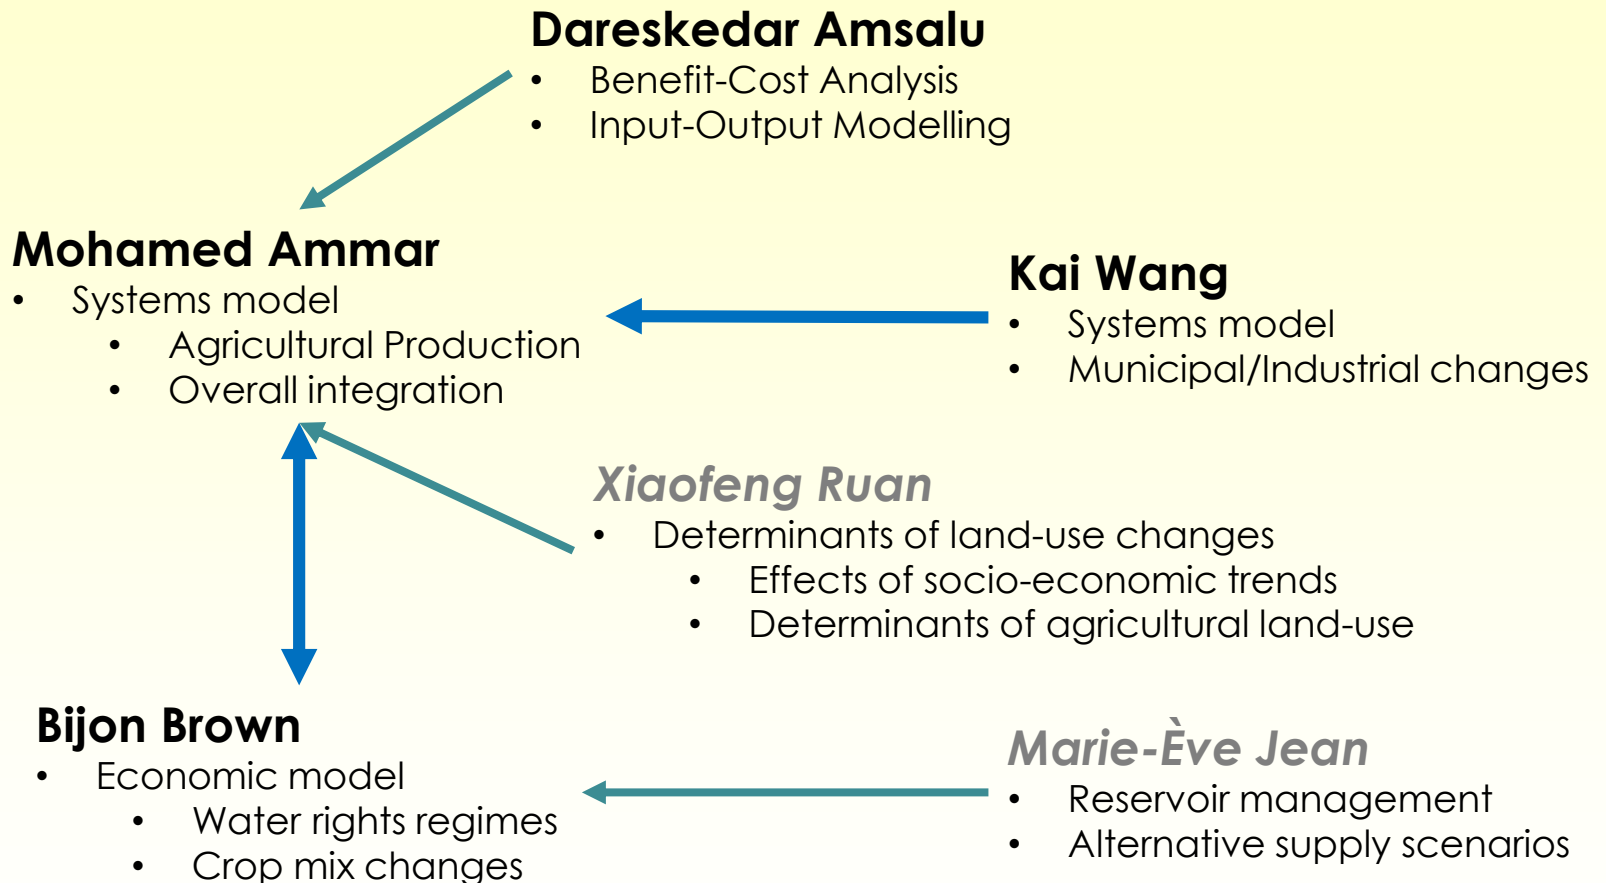 Dareskedar Amsalu
• Benefit-Cost Analysis
• Input-Output Modelling
Mohamed Ammar
• Systems model
• Agricultural Production
• Overall integration
Kai Wang
• Systems model
• Municipal/Industrial changes
Xiaofeng Ruan
• Determinants of land-use changes
• Effects of socio-economic trends
• Determinants of agricultural land-use
Bijon Brown
• Economic model
• Water rights regimes
• Crop mix changes
Marie-Ève Jean
• Reservoir management
• Alternative supply scenarios